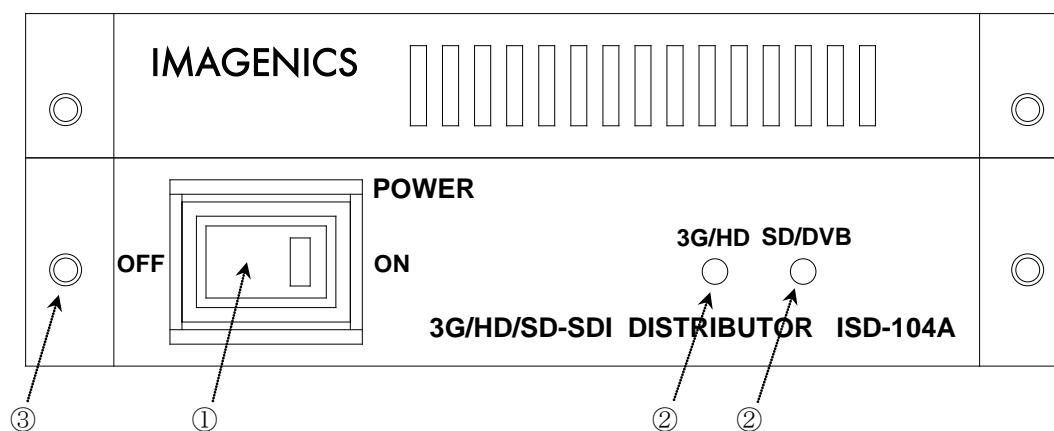 IMAGENICS
POWER
3G/HD SD/DVB
OFF ON
3G/HD/SD-SDI DISTRIBUTOR ISD-104A
③ ① ② ②